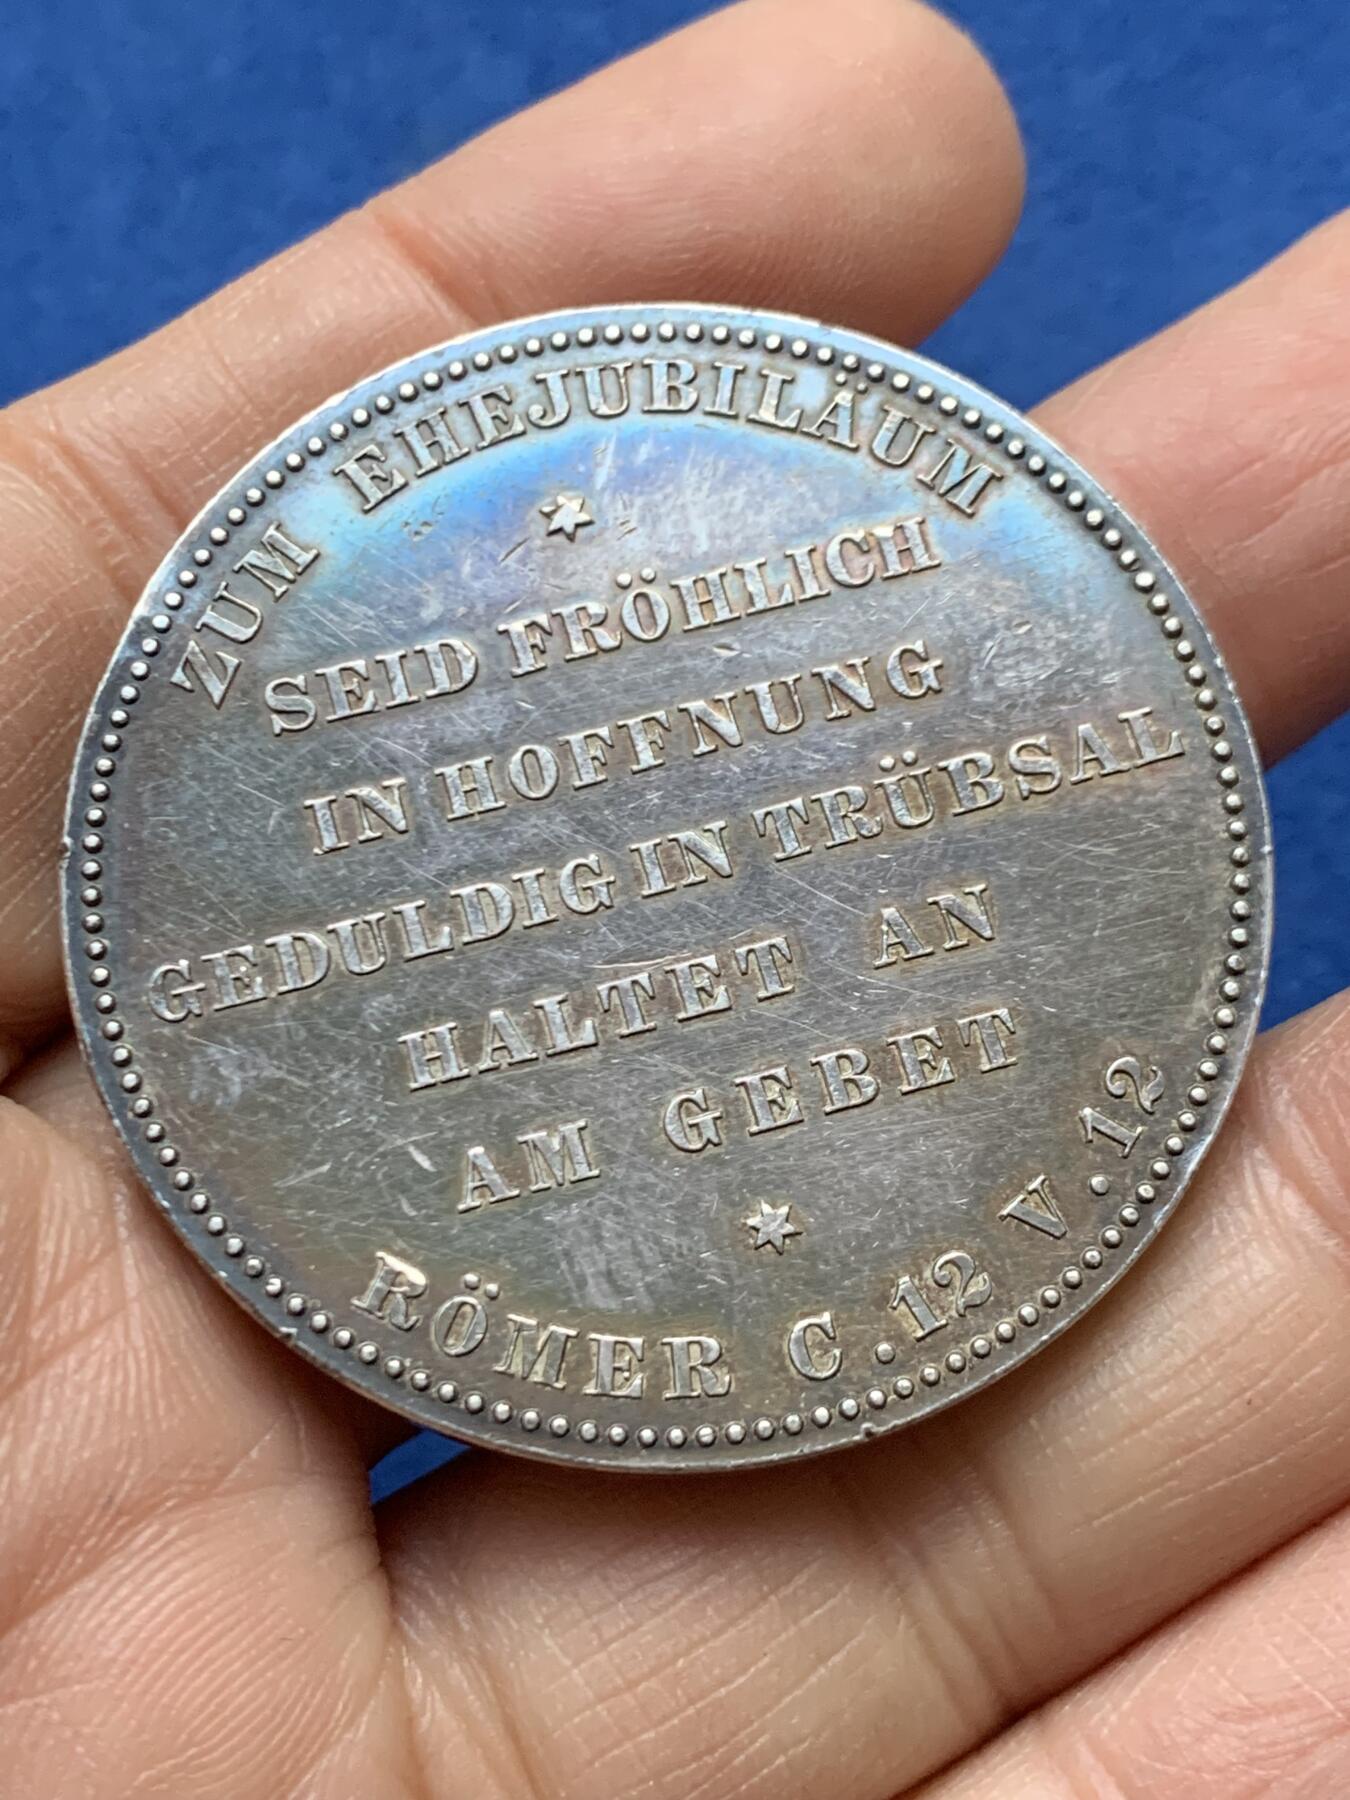 ZUM EHEJUBILÄUM
SEID FRÖHLICH
IN HOFFNUNG
GEDULDIG IN TRÜBSAL
HALTET AN
AM GEBET
RÖMER C.12 V.12